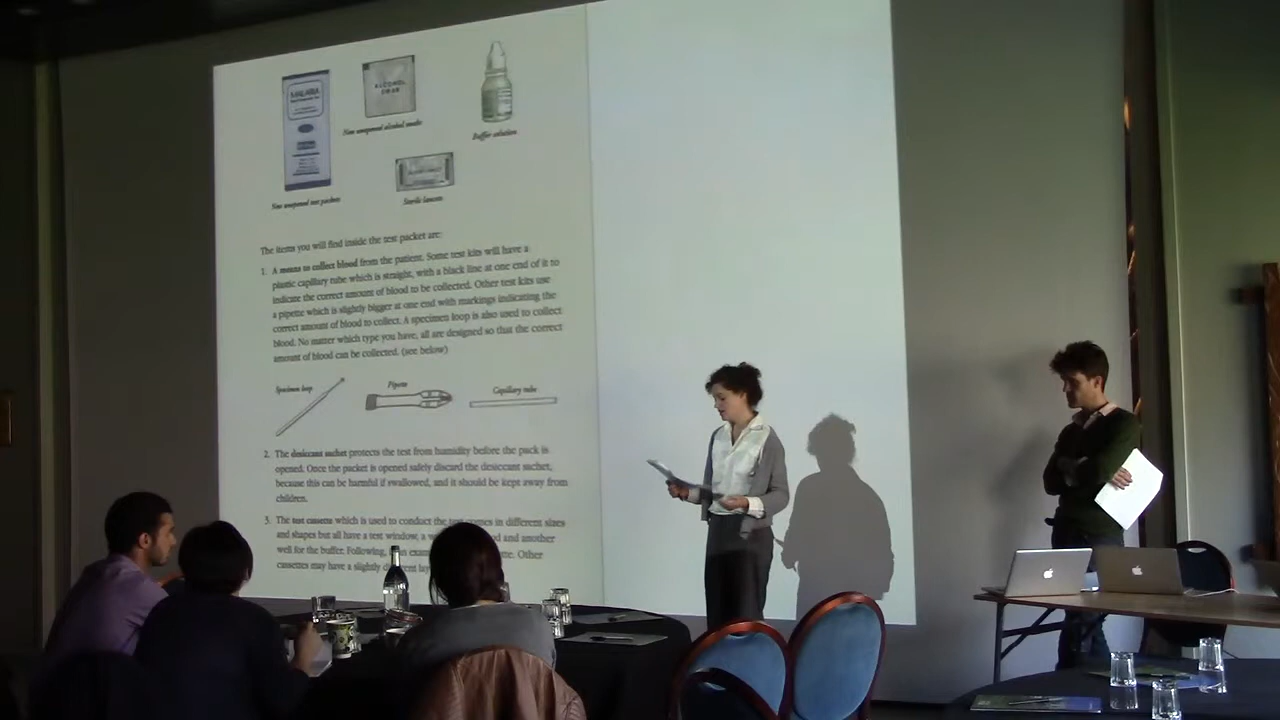 MALARIA
ALCOHOL
SWAB
New unopened alcohol swabs
Buffer solution
New unopened test packets
Sterile lancets
The items you will find inside the test packet are:
1. A means to collect blood from the patient. Some test kits will have a
plastic capillary tube which is straight, with a black line at one end of it to
indicate the correct amount of blood to be collected. Other test kits use
a pipette which is slightly bigger at one end with markings indicating the
correct amount of blood to collect. A specimen loop is also used to collect
blood. No matter which type you have, all are designed so that the correct
amount of blood can be collected. (see below)
Specimen loop
Pipette
Capillary tube
2. The desiccant sachet protects the test from humidity before the pack is
opened. Once the packet is opened safely discard the desiccant sachet,
because this can be harmful if swallowed, and it should be kept away from
children.
3. The test cassette which is used to conduct the test comes in different sizes
and shapes but all have a test window, a and another
well for the buffer. Following, Other
cassettes may have a slightly